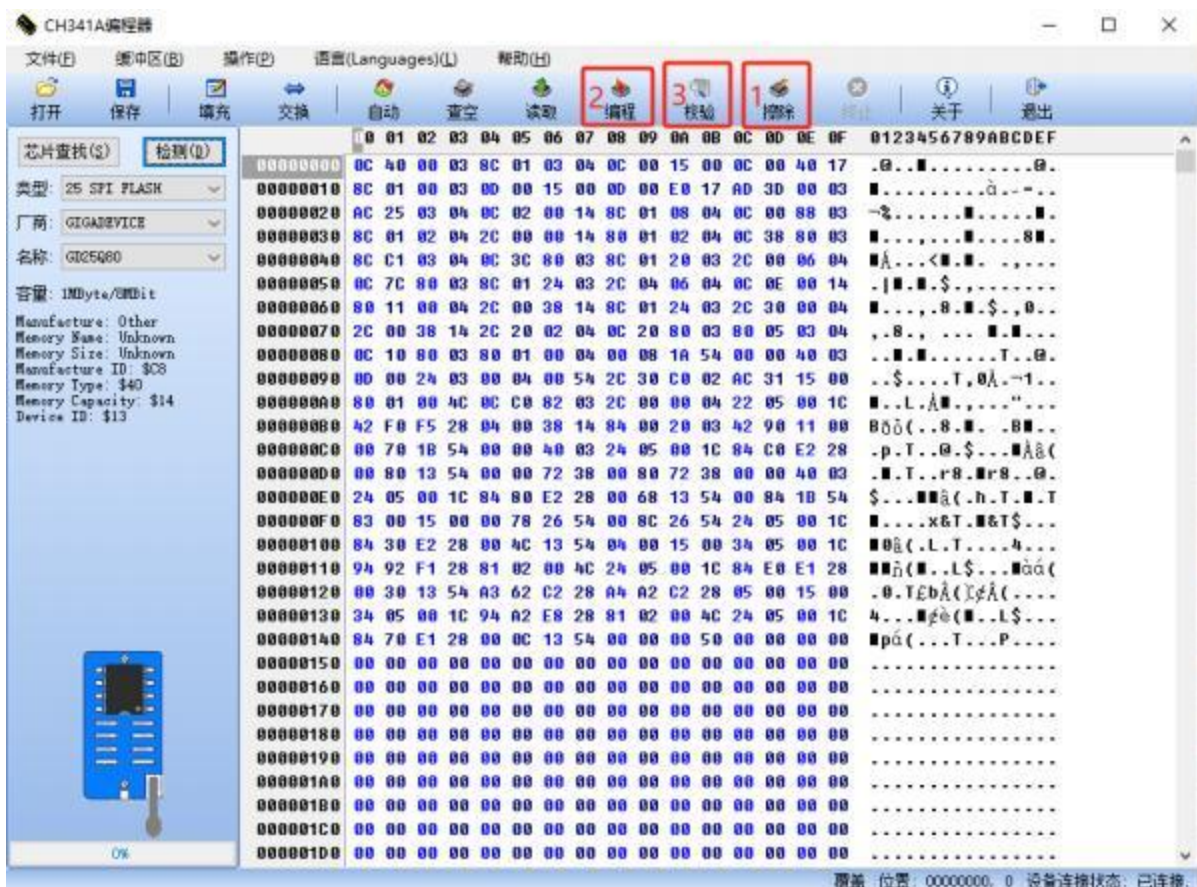 CH341A编程器
文件(F) 缓冲区(B) 操作(P) 语言(Languages)(L) 帮助(H)
打开 保存 填充 交换 自动 查空 读取 2 编程 3 校验 1 擦除 关于 退出
芯片查找(S) 检测(D)
类型: 25 SPI FLASH
厂商: GIGADEVICE
名称: GD25Q80
容量: 1MByte/8MBit
Manufacture: Other
Memory Name: Unknown
Memory Size: Unknown
Manufacture ID: $C8
Memory Type: $40
Memory Capacity: $14
Device ID: $13
0%
00 01 02 03 04 05 06 07 08 09 0A 0B 0C 0D 0E 0F 0123456789ABCDEF
00000000 0C 40 00 03 8C 01 03 04 0C 00 15 00 0C 00 40 17
00000010 8C 01 00 03 0D 00 15 00 0D 00 E0 17 AD 3D 00 03
00000020 AC 25 03 04 0C 02 00 14 8C 01 08 04 0C 00 88 03
00000030 8C 01 02 04 2C 00 00 14 80 01 02 04 0C 38 80 03
00000040 8C C1 03 04 0C 3C 80 03 8C 01 20 03 2C 00 06 04
00000050 0C 7C 80 03 8C 01 24 03 2C 04 06 04 0C 0E 00 14
00000060 80 11 00 04 2C 00 38 14 8C 01 24 03 2C 30 00 04
00000070 2C 00 38 14 2C 20 02 04 0C 20 80 03 80 05 03 04
00000080 0C 10 80 03 80 01 00 04 00 08 1A 54 00 00 40 03
00000090 0D 00 24 03 00 04 00 54 2C 30 C0 02 AC 31 15 00
000000A0 80 01 00 4C 0C C0 82 03 2C 00 00 04 22 05 00 1C
000000B0 42 F0 F5 28 04 00 38 14 84 00 20 03 42 90 11 00
000000C0 00 70 1B 54 00 00 40 03 24 05 00 1C 84 C0 E2 28
000000D0 00 80 13 54 00 00 72 38 00 80 72 38 00 00 40 03
000000E0 24 05 00 1C 84 80 E2 28 00 68 13 54 00 84 1B 54
000000F0 83 00 15 00 00 78 26 54 00 8C 26 54 24 05 00 1C
00000100 84 30 E2 28 00 4C 13 54 04 00 15 00 34 05 00 1C
00000110 94 92 F1 28 81 02 00 4C 24 05 00 1C 84 E0 E1 28
00000120 00 30 13 54 A3 62 C2 28 A4 A2 C2 28 05 00 15 00
00000130 34 05 00 1C 94 A2 E8 28 81 02 00 4C 24 05 00 1C
00000140 84 70 E1 28 00 0C 13 54 00 00 00 50 00 00 00 00
00000150 00 00 00 00 00 00 00 00 00 00 00 00 00 00 00 00
00000160 00 00 00 00 00 00 00 00 00 00 00 00 00 00 00 00
00000170 00 00 00 00 00 00 00 00 00 00 00 00 00 00 00 00
00000180 00 00 00 00 00 00 00 00 00 00 00 00 00 00 00 00
00000190 00 00 00 00 00 00 00 00 00 00 00 00 00 00 00 00
000001A0 00 00 00 00 00 00 00 00 00 00 00 00 00 00 00 00
000001B0 00 00 00 00 00 00 00 00 00 00 00 00 00 00 00 00
000001C0 00 00 00 00 00 00 00 00 00 00 00 00 00 00 00 00
000001D0 00 00 00 00 00 00 00 00 00 00 00 00 00 00 00 00
覆盖 位置: 00000000, 0 设备连接状态: 已连接